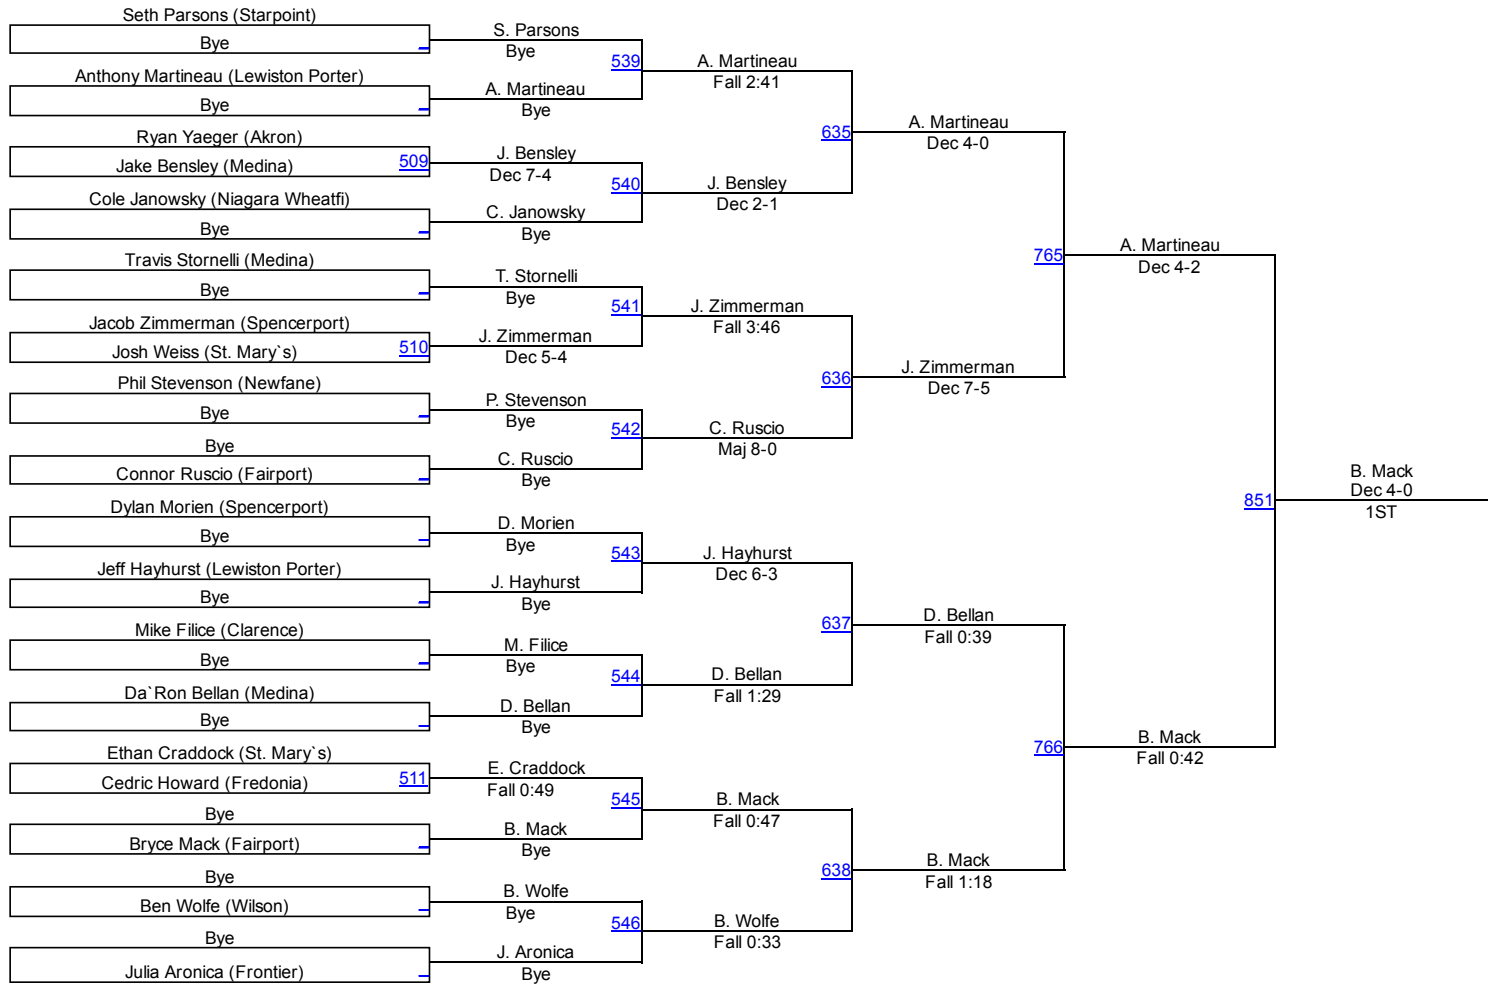 Seth Parsons (Starpoint)
Bye
Anthony Martineau (Lewiston Porter)
Bye
Ryan Yaeger (Akron)
Jake Bensley (Medina) 509
Cole Janowsky (Niagara Wheatfi)
Bye
Travis Stornelli (Medina)
Bye
Jacob Zimmerman (Spencerport)
Josh Weiss (St. Mary`s) 510
Phil Stevenson (Newfane)
Bye
Bye
Connor Ruscio (Fairport)
Dylan Morien (Spencerport)
Bye
Jeff Hayhurst (Lewiston Porter)
Bye
Mike Filice (Clarence)
Bye
Da`Ron Bellan (Medina)
Bye
Ethan Craddock (St. Mary`s)
Cedric Howard (Fredonia) 511
Bye
Bryce Mack (Fairport)
Bye
Ben Wolfe (Wilson)
Bye
Julia Aronica (Frontier)
S. Parsons
Bye
539
A. Martineau
Bye
J. Bensley
Dec 7-4
540
C. Janowsky
Bye
T. Stornelli
Bye
541
J. Zimmerman
Dec 5-4
P. Stevenson
Bye
542
C. Ruscio
Bye
D. Morien
Bye
543
J. Hayhurst
Bye
M. Filice
Bye
544
D. Bellan
Bye
E. Craddock
Fall 0:49
545
B. Mack
Bye
B. Wolfe
Bye
546
J. Aronica
Bye
A. Martineau
Fall 2:41
635
J. Bensley
Dec 2-1
J. Zimmerman
Fall 3:46
636
C. Ruscio
Maj 8-0
J. Hayhurst
Dec 6-3
637
D. Bellan
Fall 1:29
B. Mack
Fall 0:47
638
B. Wolfe
Fall 0:33
A. Martineau
Dec 4-0
765
J. Zimmerman
Dec 7-5
D. Bellan
Fall 0:39
766
B. Mack
Fall 1:18
A. Martineau
Dec 4-2
851
B. Mack
Fall 0:42
B. Mack
Dec 4-0
1ST